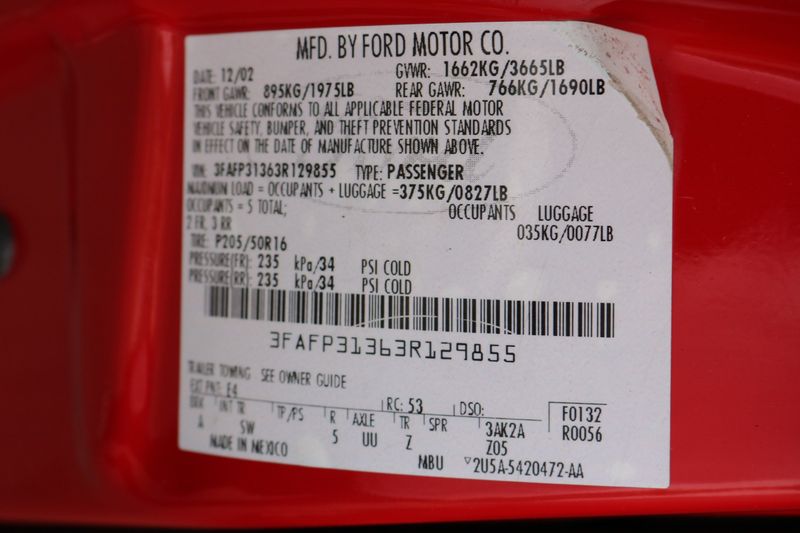 MFD. BY FORD MOTOR CO.
DATE: 12/02 GVWR: 1662KG/3665LB
FRONT GAWR: 895KG/1975LB REAR GAWR: 766KG/1690LB
THIS VEHICLE CONFORMS TO ALL APPLICABLE FEDERAL MOTOR
VEHICLE SAFETY, BUMPER, AND THEFT PREVENTION STANDARDS
IN EFFECT ON THE DATE OF MANUFACTURE SHOWN ABOVE.
VIN: 3FAFP31363R129855 TYPE: PASSENGER
MAXIMUM LOAD = OCCUPANTS + LUGGAGE =375KG/0827LB
OCCUPANTS = 5 TOTAL; OCCUPANTS LUGGAGE
2 FR, 3 RR 035KG/0077LB
TIRE: P205/50R16
PRESSURE(FR): 235 kPa/34 PSI COLD
PRESSURE(RR): 235 kPa/34 PSI COLD
3FAFP31363R129855
TRAILER TOWING SEE OWNER GUIDE
EXT PNT: E4 RC: 53 DSO: F0132
BRK INT TR TP/PS R AXLE TR SPR 3AK2A R0056
A 5W 5 UU Z Z05
MADE IN MEXICO MBU ▽2U5A-5420472-AA